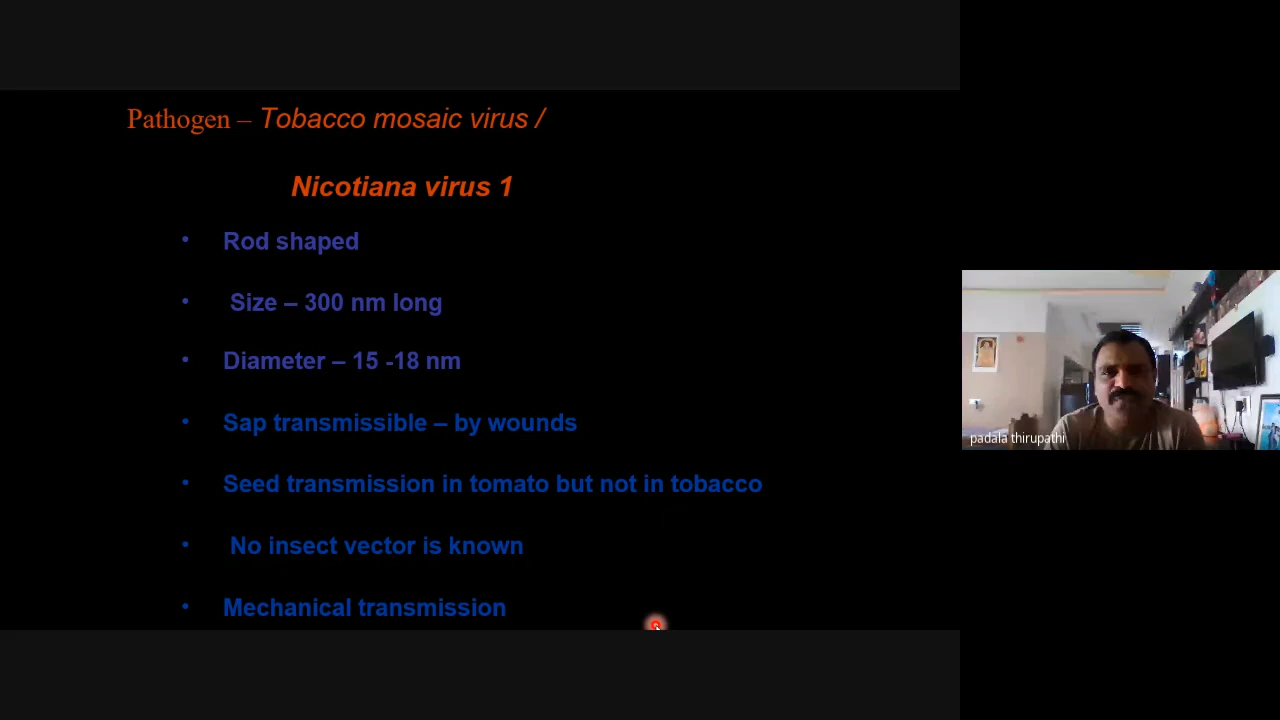 Pathogen – Tobacco mosaic virus /
Nicotiana virus 1
• Rod shaped
• Size – 300 nm long
• Diameter – 15 -18 nm
• Sap transmissible – by wounds
• Seed transmission in tomato but not in tobacco
• No insect vector is known
• Mechanical transmission
padala thirupathi